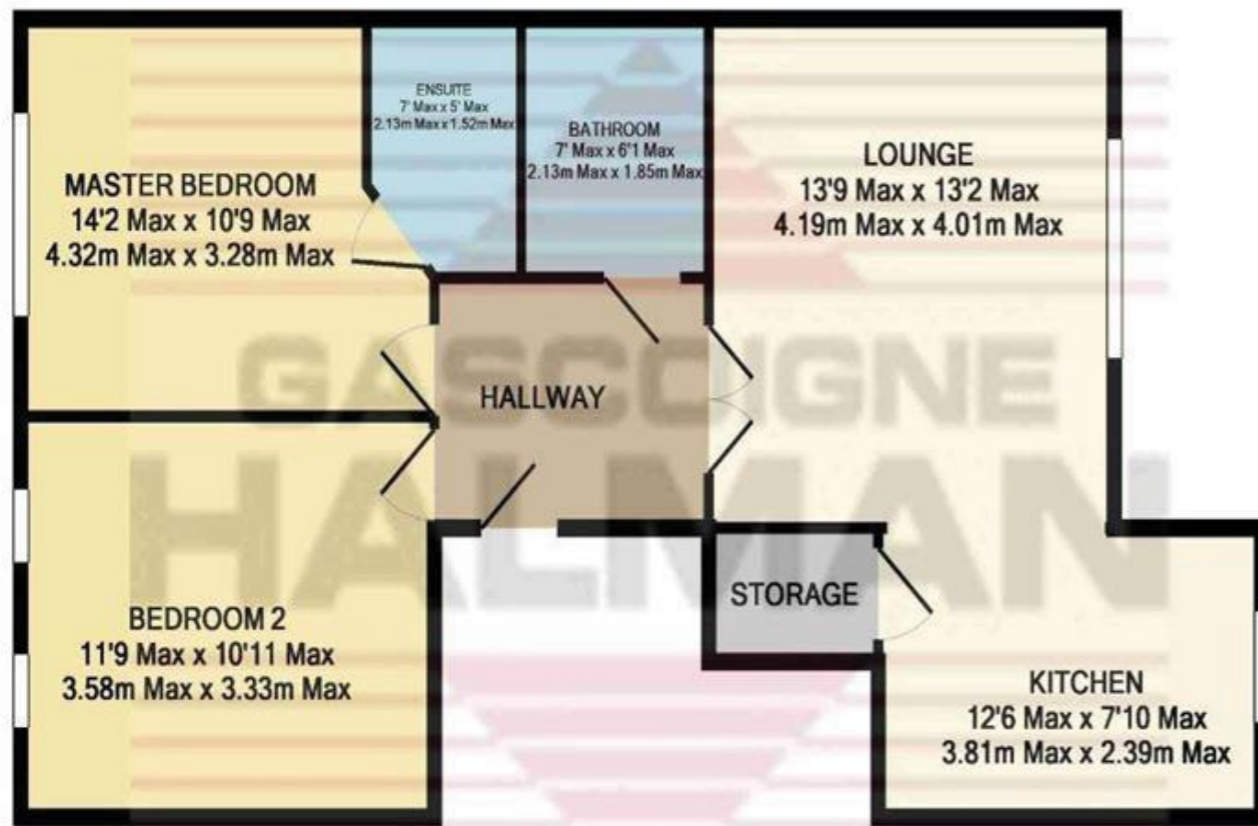 ENSUITE
7' Max x 5' Max
2.13m Max x 1.52m Max
BATHROOM
7' Max x 6'1 Max
2.13m Max x 1.85m Max
LOUNGE
13'9 Max x 13'2 Max
4.19m Max x 4.01m Max
MASTER BEDROOM
14'2 Max x 10'9 Max
4.32m Max x 3.28m Max
HALLWAY
GASCOIGNE
HALMAN
STORAGE
BEDROOM 2
11'9 Max x 10'11 Max
3.58m Max x 3.33m Max
KITCHEN
12'6 Max x 7'10 Max
3.81m Max x 2.39m Max